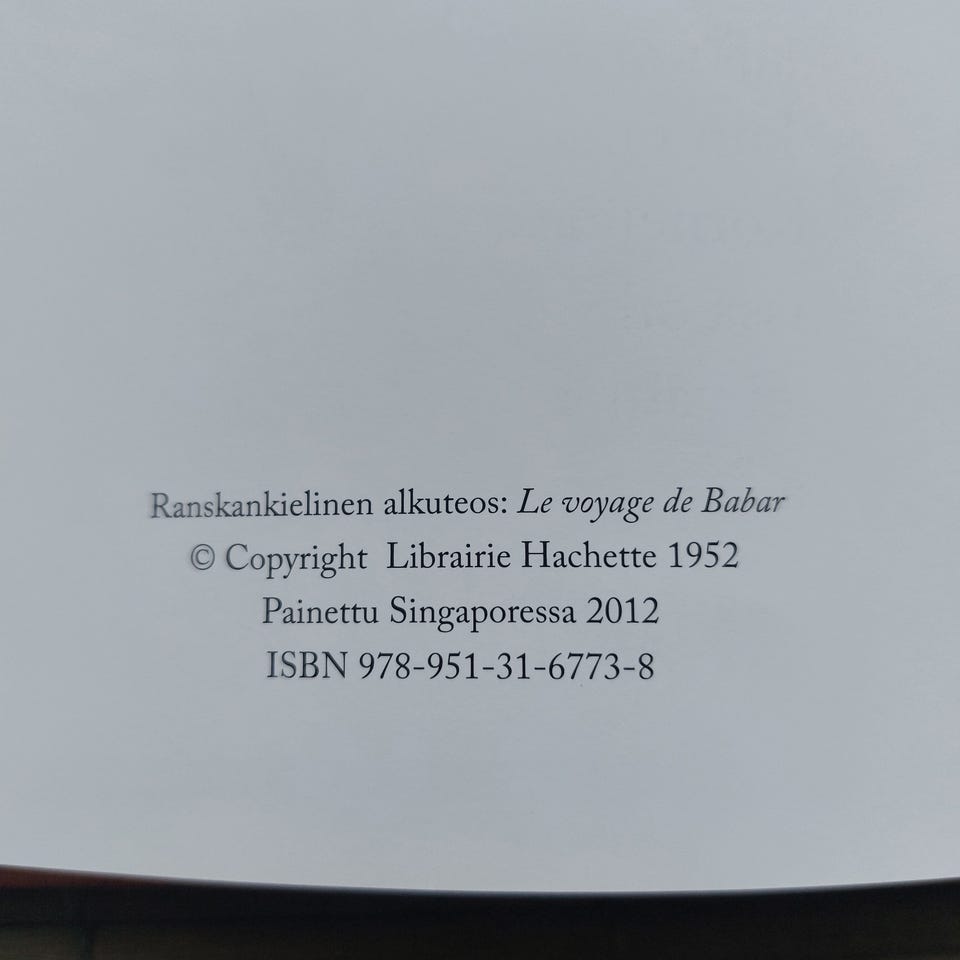 Ranskankielinen alkuteos: Le voyage de Babar
© Copyright Librairie Hachette 1952
Painettu Singaporessa 2012
ISBN 978-951-31-6773-8